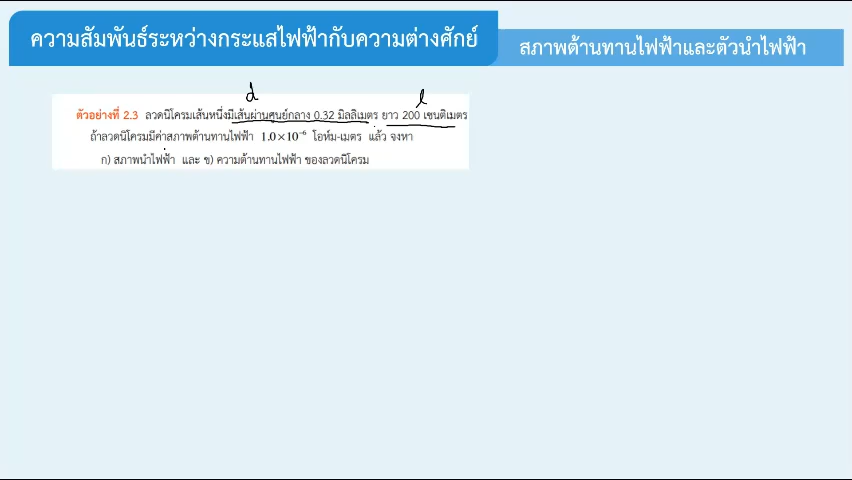 ความสัมพันธ์ระหว่างกระแสไฟฟ้ากับความต่างศักย์
สภาพต้านทานไฟฟ้าและตัวนำไฟฟ้า
d
l
ตัวอย่างที่ 2.3 ลวดนิโครมเส้นหนึ่งมีเส้นผ่านศูนย์กลาง 0.32 มิลลิเมตร ยาว 200 เซนติเมตร
ถ้าลวดนิโครมมีค่าสภาพต้านทานไฟฟ้า 1.0×10⁻⁶ โอห์ม-เมตร แล้ว จงหา
ก) สภาพนำไฟฟ้า และ ข) ความต้านทานไฟฟ้า ของลวดนิโครม